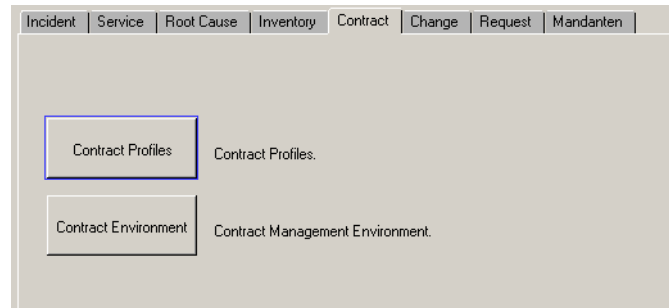 Incident Service Root Cause Inventory Contract Change Request Mandanten
Contract Profiles Contract Profiles.
Contract Environment Contract Management Environment.